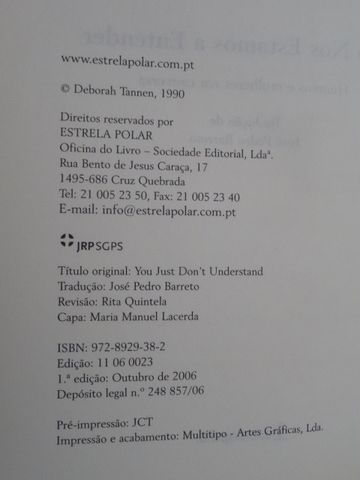 www.estrelapolar.com.pt
© Deborah Tannen, 1990
Direitos reservados por
ESTRELA POLAR
Oficina do Livro – Sociedade Editorial, Ldaª.
Rua Bento de Jesus Caraça, 17
1495-686 Cruz Quebrada
Tel: 21 005 23 50, Fax: 21 005 23 40
E-mail: info@estrelapolar.com.pt
JRPSGPS
Título original: You Just Don't Understand
Tradução: José Pedro Barreto
Revisão: Rita Quintela
Capa: Maria Manuel Lacerda
ISBN: 972-8929-38-2
Edição: 11 06 0023
1.ª edição: Outubro de 2006
Depósito legal n.º 248 857/06
Pré-impressão: JCT
Impressão e acabamento: Multitipo - Artes Gráficas, Lda.